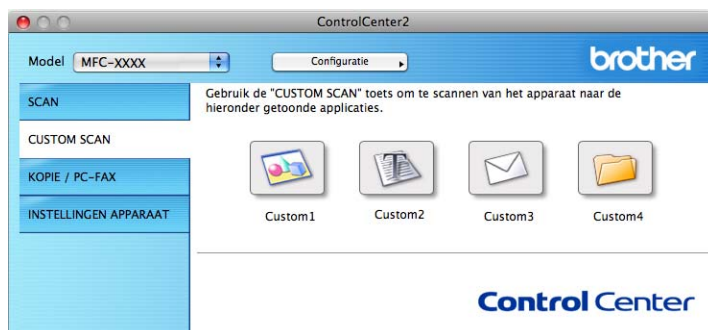 ControlCenter2
Model MFC-XXXX Configuratie brother
SCAN
CUSTOM SCAN
KOPIE / PC-FAX
INSTELLINGEN APPARAAT
Gebruik de "CUSTOM SCAN" toets om te scannen van het apparaat naar de
hieronder getoonde applicaties.
Custom1 Custom2 Custom3 Custom4
Control Center